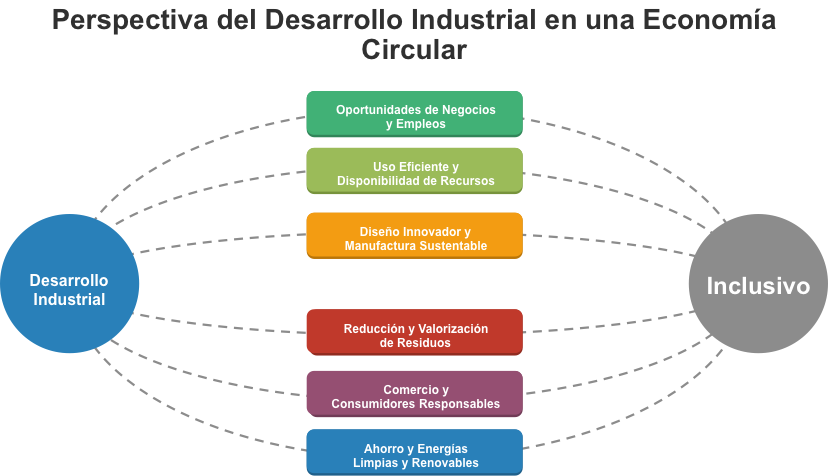 Perspectiva del Desarrollo Industrial en una Economía
Circular
Oportunidades de Negocios
y Empleos
Uso Eficiente y
Disponibilidad de Recursos
Diseño Innovador y
Manufactura Sustentable
Desarrollo
Industrial
Inclusivo
Reducción y Valorización
de Residuos
Comercio y
Consumidores Responsables
Ahorro y Energías
Limpias y Renovables